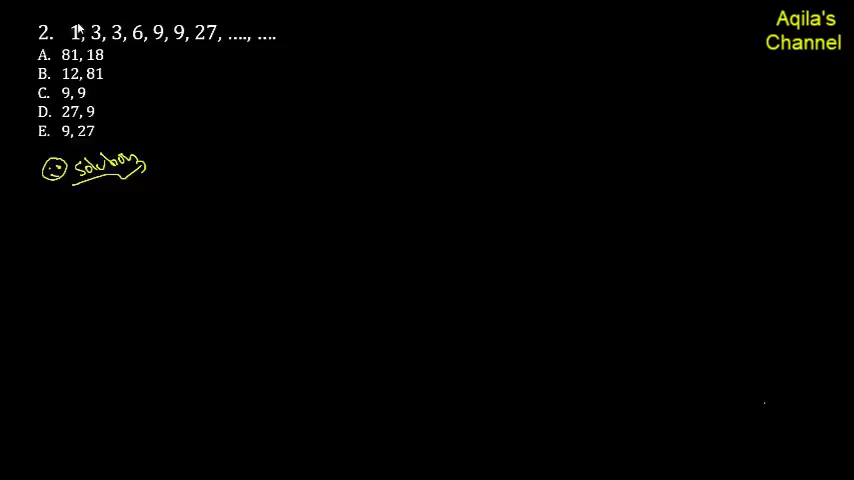 2. 1, 3, 3, 6, 9, 9, 27, …., ….
A. 81, 18
B. 12, 81
C. 9, 9
D. 27, 9
E. 9, 27
Solution
Aqila's
Channel